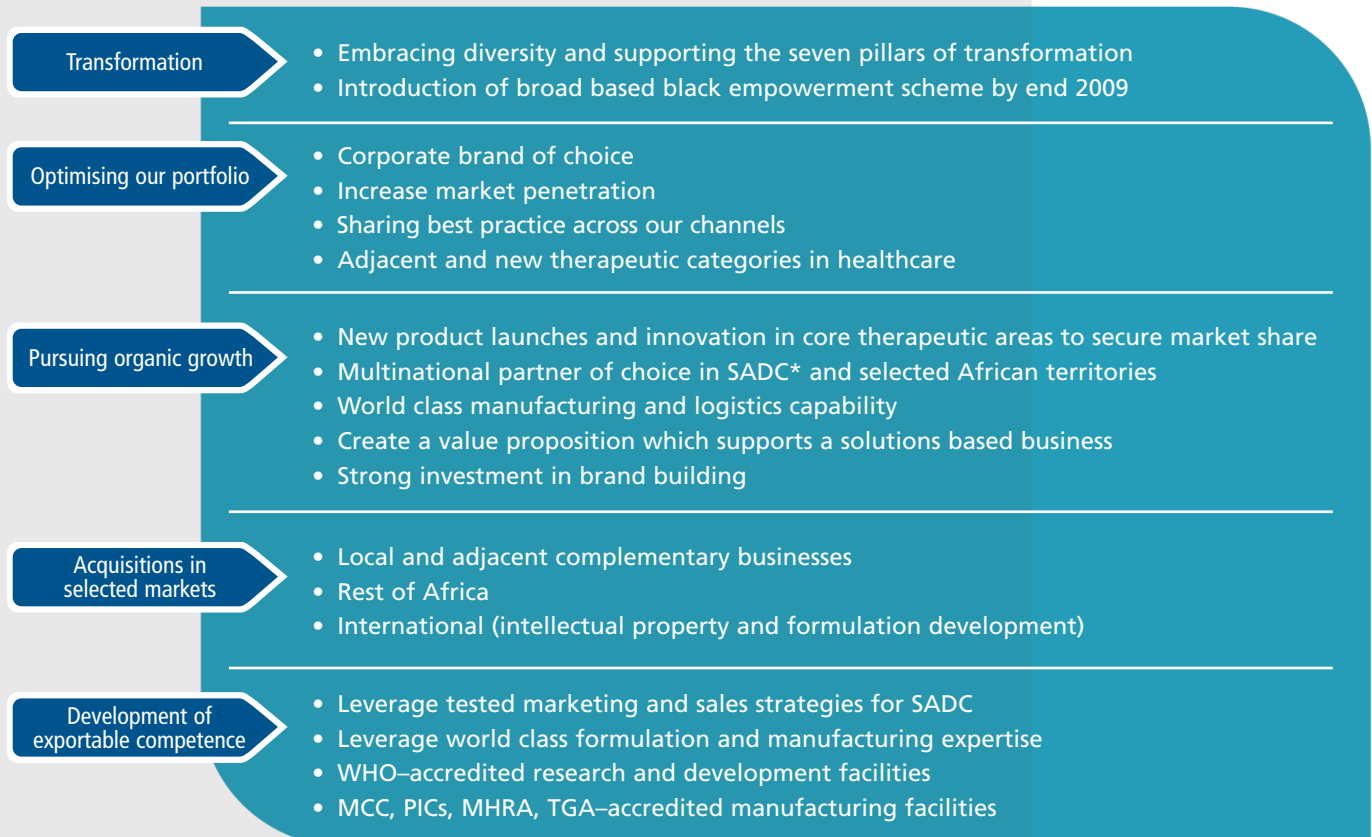 Transformation
• Embracing diversity and supporting the seven pillars of transformation
• Introduction of broad based black empowerment scheme by end 2009
Optimising our portfolio
• Corporate brand of choice
• Increase market penetration
• Sharing best practice across our channels
• Adjacent and new therapeutic categories in healthcare
Pursuing organic growth
• New product launches and innovation in core therapeutic areas to secure market share
• Multinational partner of choice in SADC* and selected African territories
• World class manufacturing and logistics capability
• Create a value proposition which supports a solutions based business
• Strong investment in brand building
Acquisitions in
selected markets
• Local and adjacent complementary businesses
• Rest of Africa
• International (intellectual property and formulation development)
Development of
exportable competence
• Leverage tested marketing and sales strategies for SADC
• Leverage world class formulation and manufacturing expertise
• WHO–accredited research and development facilities
• MCC, PICs, MHRA, TGA–accredited manufacturing facilities